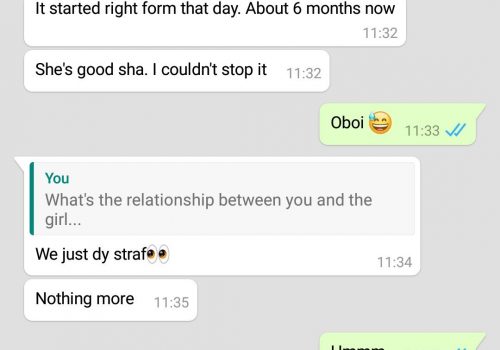 It started right form that day. About 6 months now
11:32
She's good sha. I couldn't stop it 11:32
Oboi 😅 11:33
You
What's the relationship between you and the
girl...
We just dy straf👀
11:34
Nothing more 11:35